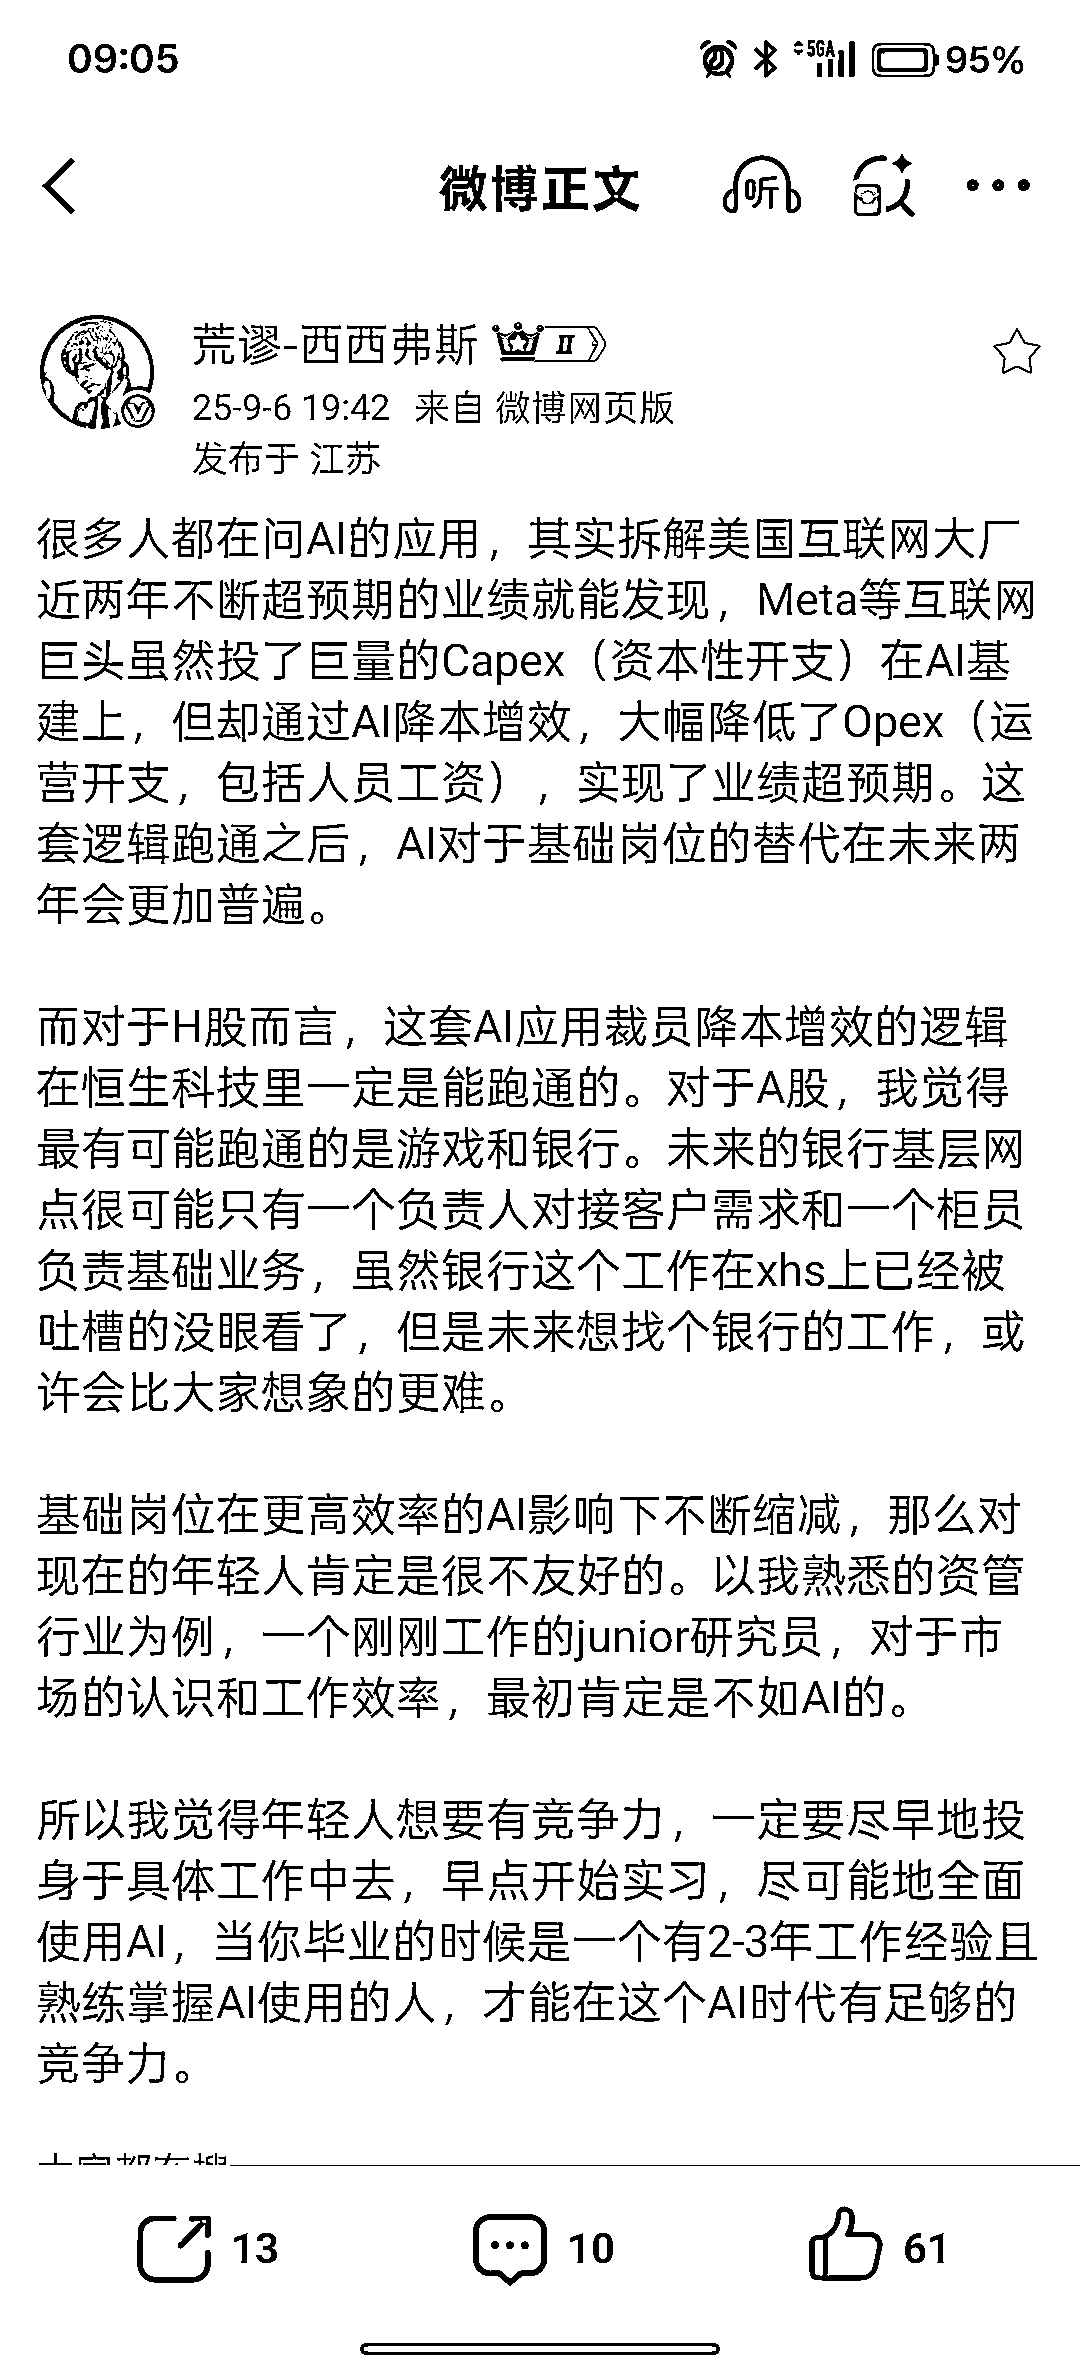 09:05
5GA 95%
微博正文
听
荒谬-西西弗斯 II
25-9-6 19:42 来自 微博网页版
发布于 江苏
很多人都在问AI的应用，其实拆解美国互联网大厂
近两年不断超预期的业绩就能发现，Meta等互联网
巨头虽然投了巨量的Capex（资本性开支）在AI基
建上，但却通过AI降本增效，大幅降低了Opex（运
营开支，包括人员工资），实现了业绩超预期。这
套逻辑跑通之后，AI对于基础岗位的替代在未来两
年会更加普遍。
而对于H股而言，这套AI应用裁员降本增效的逻辑
在恒生科技里一定是能跑通的。对于A股，我觉得
最有可能跑通的是游戏和银行。未来的银行基层网
点很可能只有一个负责人对接客户需求和一个柜员
负责基础业务，虽然银行这个工作在xhs上已经被
吐槽的没眼看了，但是未来想找个银行的工作，或
许会比大家想象的更难。
基础岗位在更高效率的AI影响下不断缩减，那么对
现在的年轻人肯定是很不友好的。以我熟悉的资管
行业为例，一个刚刚工作的junior研究员，对于市
场的认识和工作效率，最初肯定是不如AI的。
所以我觉得年轻人想要有竞争力，一定要尽早地投
身于具体工作中去，早点开始实习，尽可能地全面
使用AI，当你毕业的时候是一个有2-3年工作经验且
熟练掌握AI使用的人，才能在这个AI时代有足够的
竞争力。
大家都在搜
13 10 61